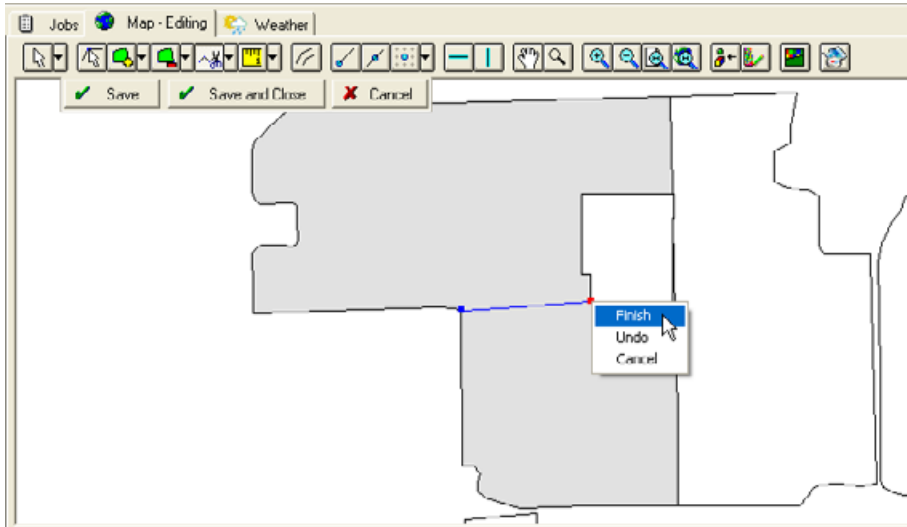 Jobs Map - Editing Weather
Save Save and Close Cancel
Finish
Undo
Cancel